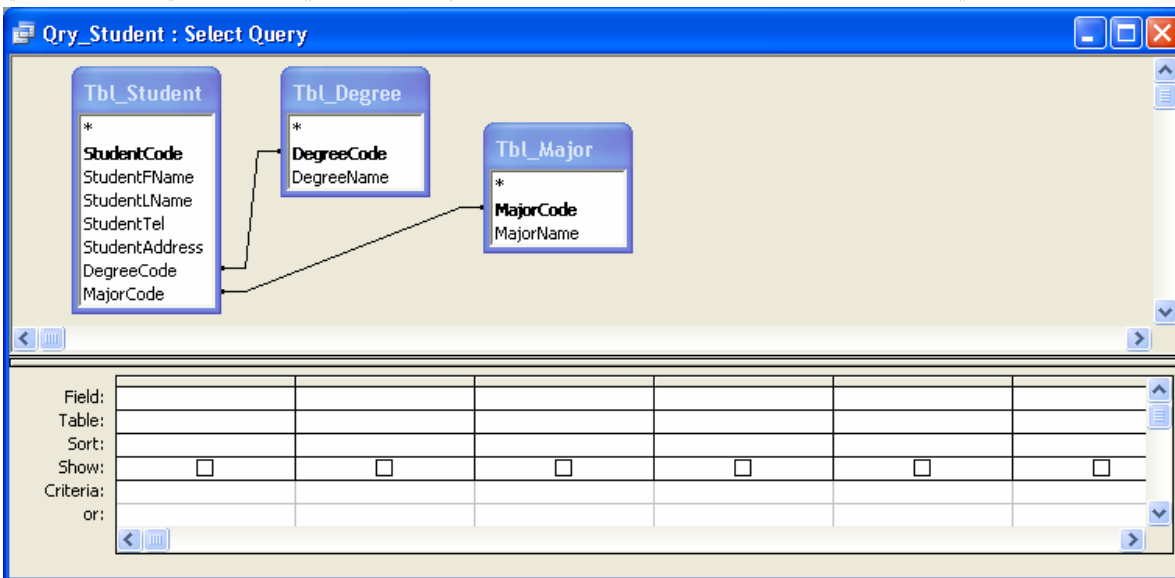 Qry_Student : Select Query
Tbl_Student
*
StudentCode
StudentFName
StudentLName
StudentTel
StudentAddress
DegreeCode
MajorCode
Tbl_Degree
*
DegreeCode
DegreeName
Tbl_Major
*
MajorCode
MajorName
Field:
Table:
Sort:
Show:
Criteria:
or: